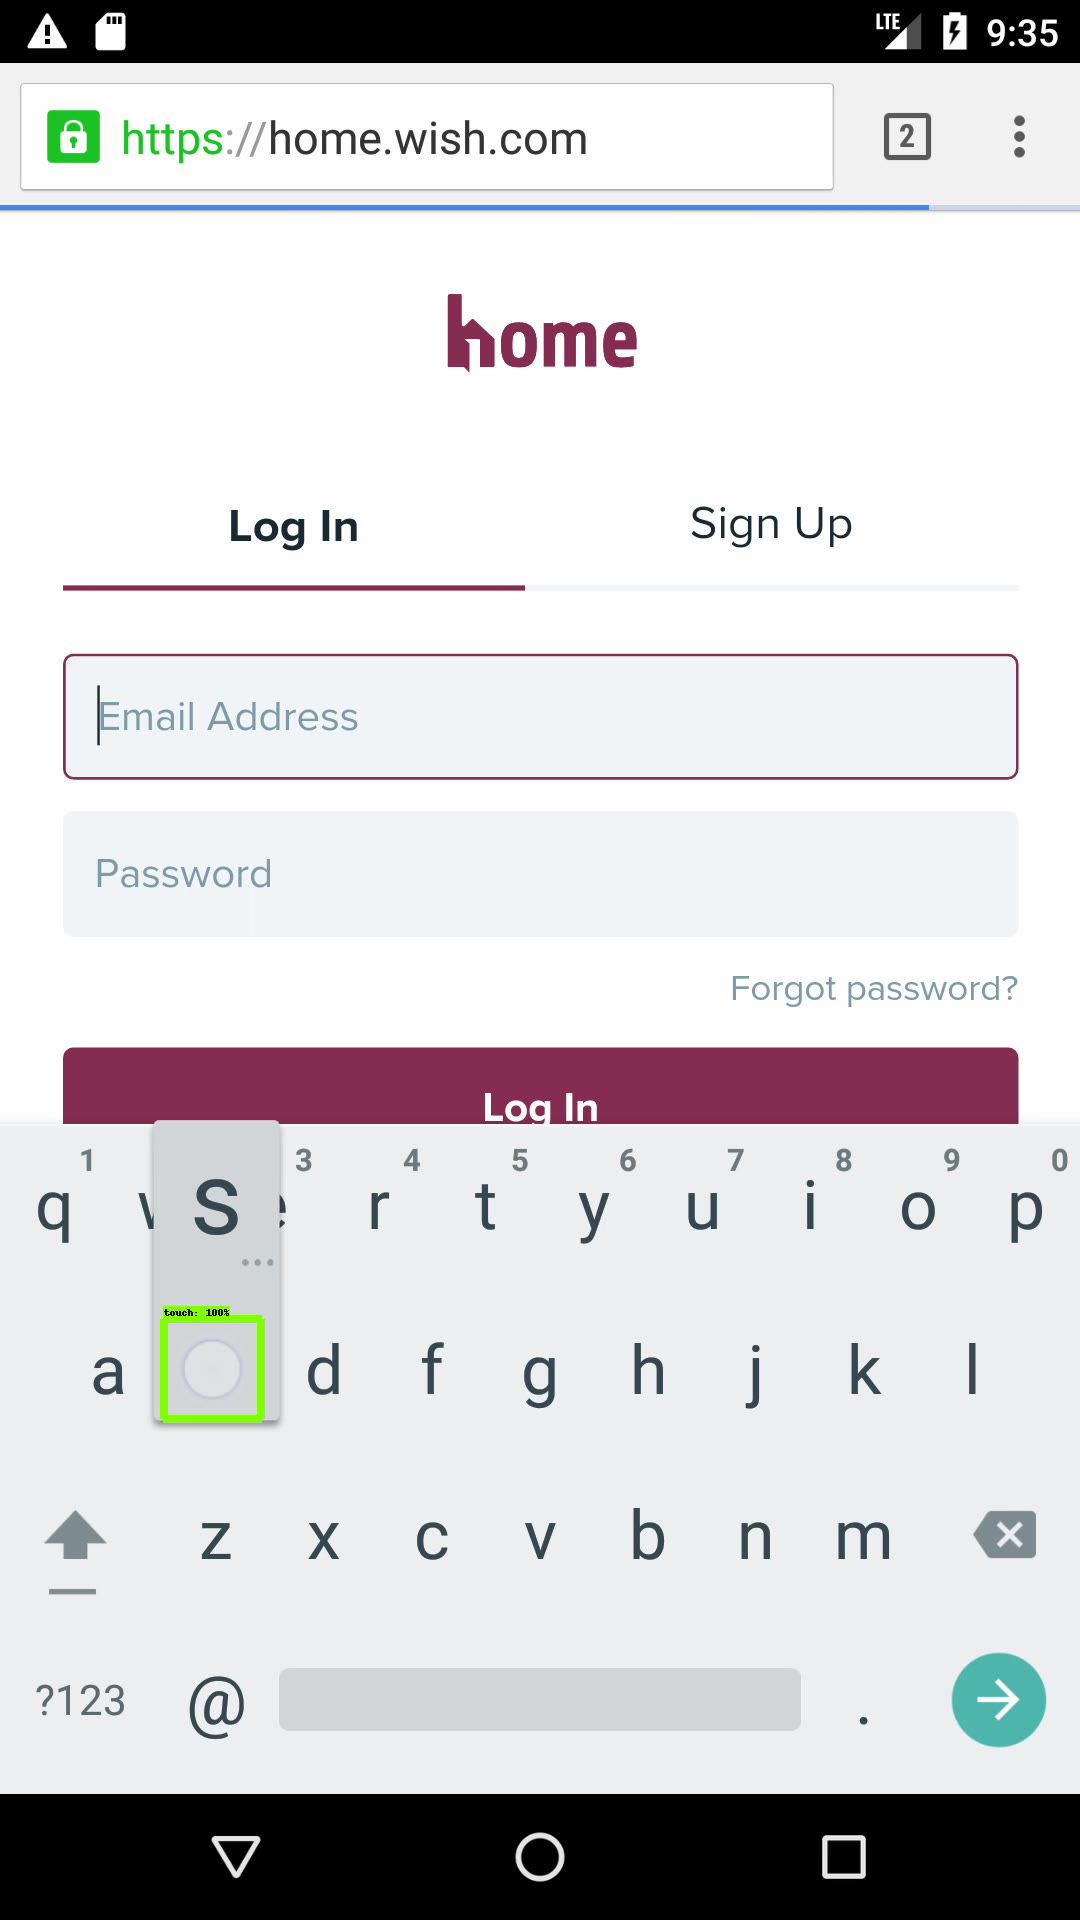 LTE 9:35
https://home.wish.com 2
home
Log In Sign Up
Email Address
Password
Forgot password?
Log In
1 3 4 5 6 7 8 9 0
q w s e r t y u i o p
touch: 100%
a d f g h j k l
z x c v b n m
?123 @ .